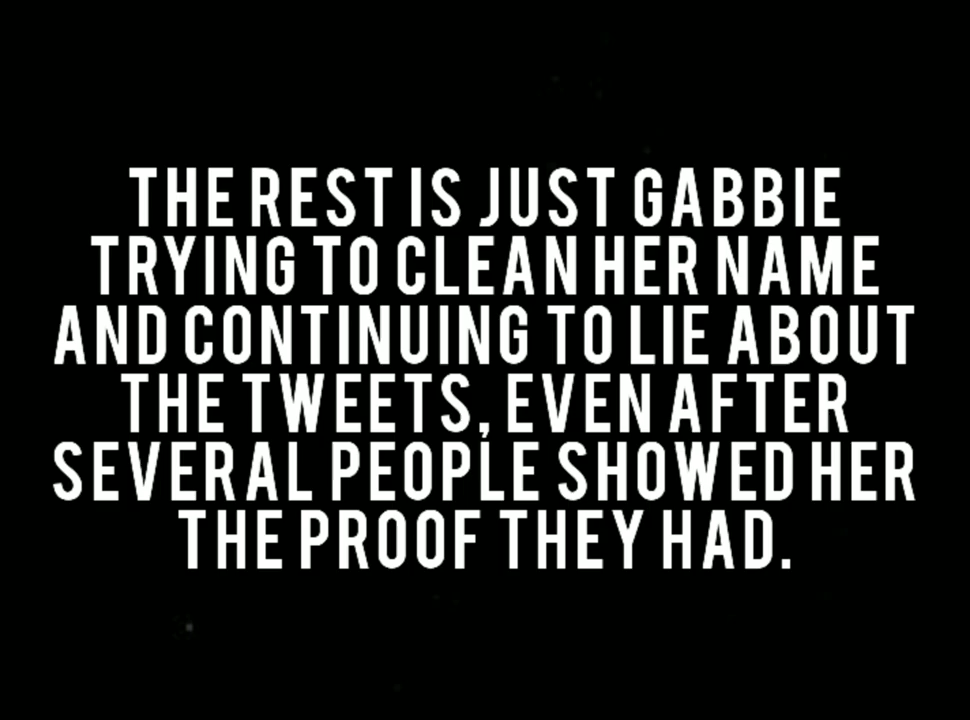 THE REST IS JUST GABBIE
TRYING TO CLEAN HER NAME
AND CONTINUING TO LIE ABOUT
THE TWEETS, EVEN AFTER
SEVERAL PEOPLE SHOWED HER
THE PROOF THEY HAD.